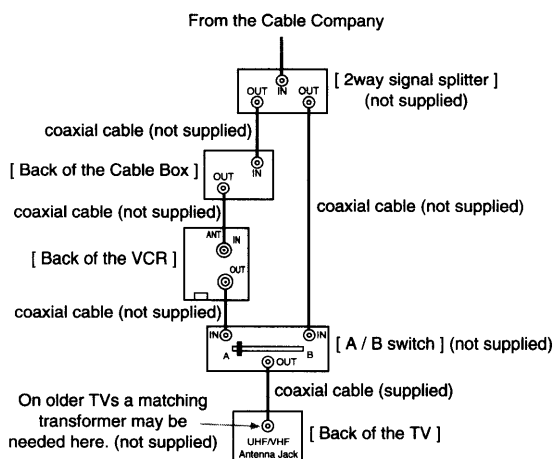 From the Cable Company
IN
OUT
OUT
[ 2way signal splitter ]
(not supplied)
coaxial cable (not supplied)
[ Back of the Cable Box ]
OUT
IN
coaxial cable (not supplied)
coaxial cable (not supplied)
ANT
IN
[ Back of the VCR ]
OUT
coaxial cable (not supplied)
IN
IN
A
B
[ A / B switch ] (not supplied)
OUT
coaxial cable (supplied)
On older TVs a matching
transformer may be
needed here. (not supplied)
UHF/VHF
Antenna Jack
[ Back of the TV ]